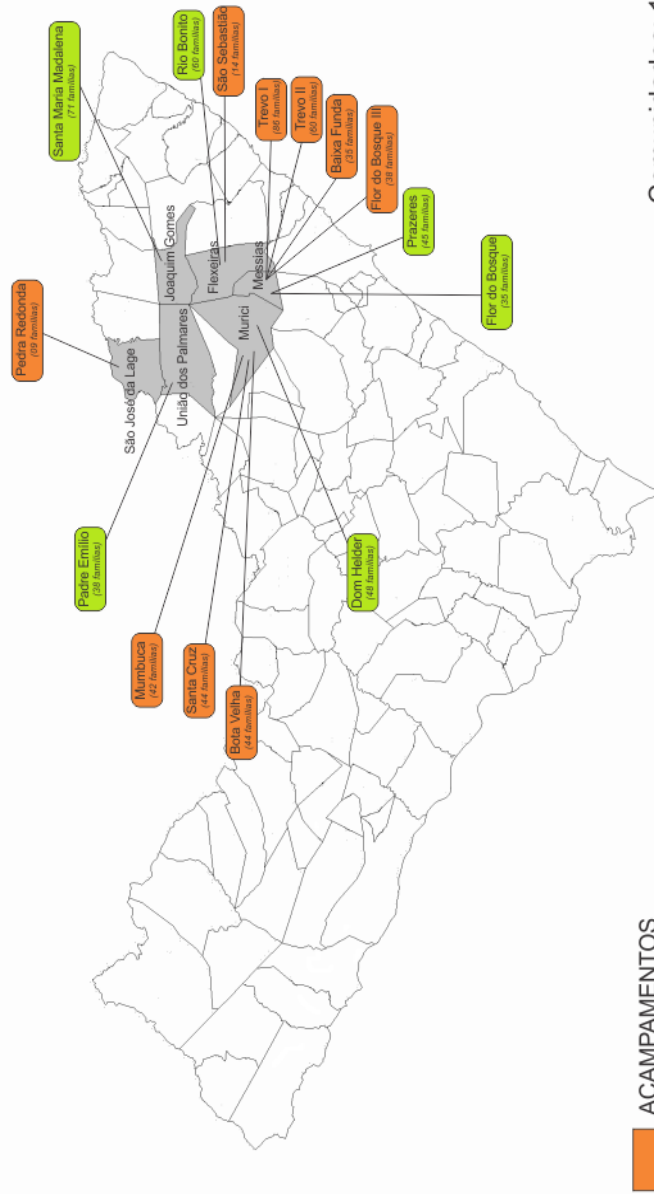 Pedra Redonda
(09 famílias)
Santa Maria Madalena
(71 famílias)
Rio Bonito
(60 famílias)
São Sebastião
(14 famílias)
Trevo I
(86 famílias)
Trevo II
(60 famílias)
Baixa Funda
(35 famílias)
Flor do Bosque III
(38 famílias)
Prazeres
(45 famílias)
Flor do Bosque
(35 famílias)
Padre Emílio
(38 famílias)
Mumbuca
(42 famílias)
Santa Cruz
(44 famílias)
Bota Velha
(44 famílias)
Dom Helder
(48 famílias)
São José da Lage
União dos Palmares
Joaquim Gomes
Flexeiras
Messias
Murici
ACAMPAMENTOS